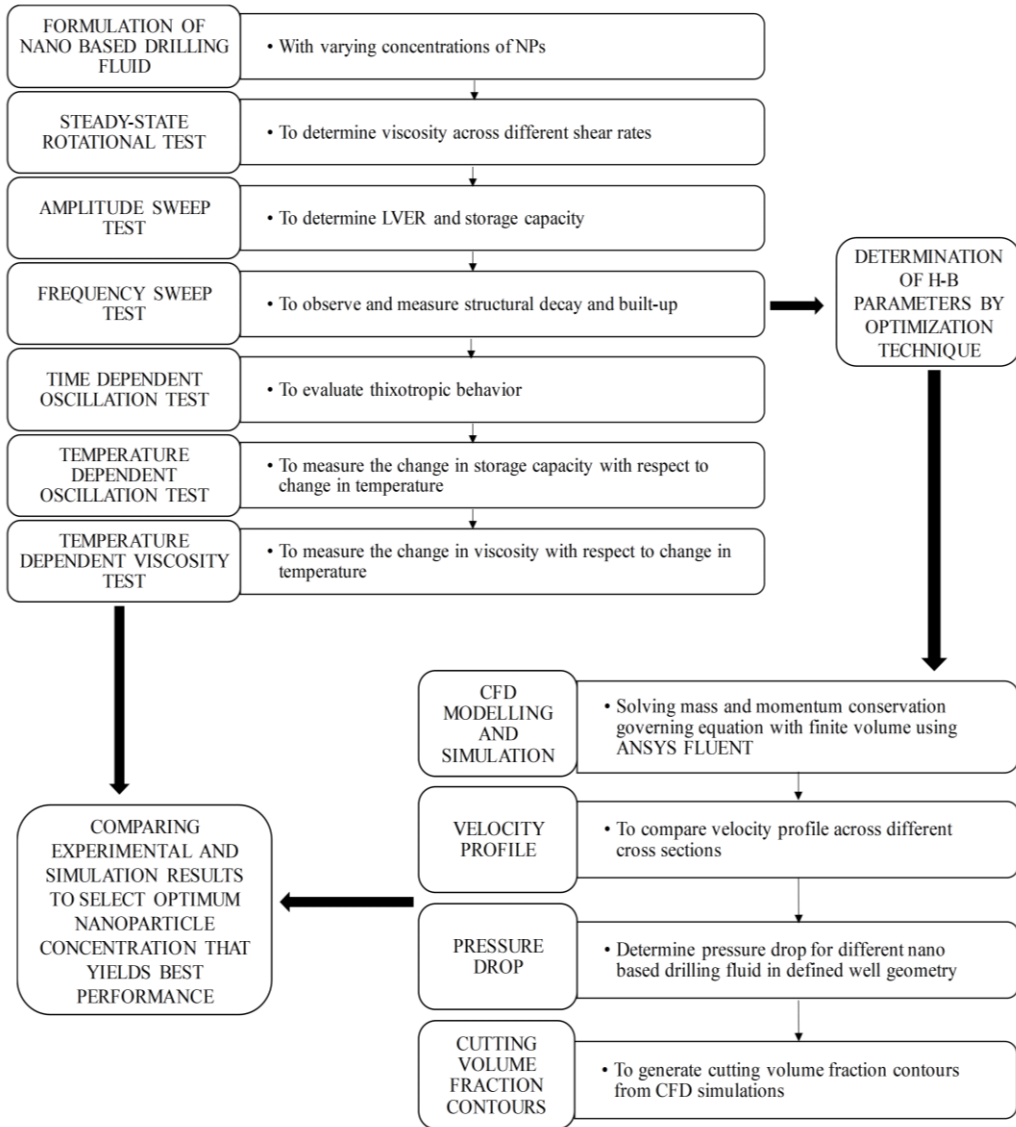 FORMULATION OF
NANO BASED DRILLING
FLUID
• With varying concentrations of NPs
STEADY-STATE
ROTATIONAL TEST
• To determine viscosity across different shear rates
AMPLITUDE SWEEP
TEST
• To determine LVER and storage capacity
FREQUENCY SWEEP
TEST
• To observe and measure structural decay and built-up
TIME DEPENDENT
OSCILLATION TEST
• To evaluate thixotropic behavior
TEMPERATURE
DEPENDENT
OSCILLATION TEST
• To measure the change in storage capacity with respect to
change in temperature
TEMPERATURE
DEPENDENT VISCOSITY
TEST
• To measure the change in viscosity with respect to change in
temperature
DETERMINATION
OF H-B
PARAMETERS BY
OPTIMIZATION
TECHNIQUE
CFD
MODELLING
AND
SIMULATION
• Solving mass and momentum conservation
governing equation with finite volume using
ANSYS FLUENT
VELOCITY
PROFILE
• To compare velocity profile across different
cross sections
PRESSURE
DROP
• Determine pressure drop for different nano
based drilling fluid in defined well geometry
CUTTING
VOLUME
FRACTION
CONTOURS
• To generate cutting volume fraction contours
from CFD simulations
COMPARING
EXPERIMENTAL AND
SIMULATION RESULTS
TO SELECT OPTIMUM
NANOPARTICLE
CONCENTRATION THAT
YIELDS BEST
PERFORMANCE